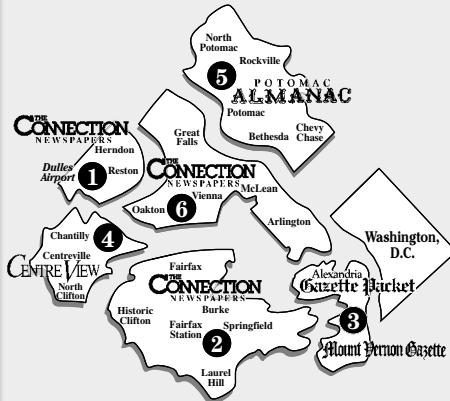 North
Potomac
Rockville
5
POTOMAC
ALMANAC
Potomac
Bethesda
Chevy
Chase
THE
CONNECTION
NEWSPAPERS
Herndon
Reston
Dulles
Airport
1
Great
Falls
THE
CONNECTION
NEWSPAPERS
Vienna
McLean
Oakton
6
Arlington
Chantilly
4
Centreville
CENTRE VIEW
North
Clifton
Washington,
D.C.
Fairfax
THE
CONNECTION
NEWSPAPERS
Historic
Clifton
Burke
Fairfax
Station
Springfield
2
Laurel
Hill
Alexandria
Gazette Packet
3
Mount Vernon Gazette